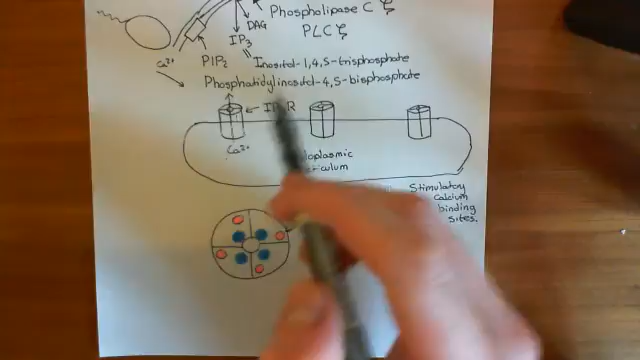 Phospholipase C ζ
DAG
PLC ζ
IP3
Inositol-1,4,5-trisphosphate
Ca2+
PIP2
Phosphatidylinositol-4,5-bisphosphate
Ca2+
Stimulatory
calcium
binding
sites.